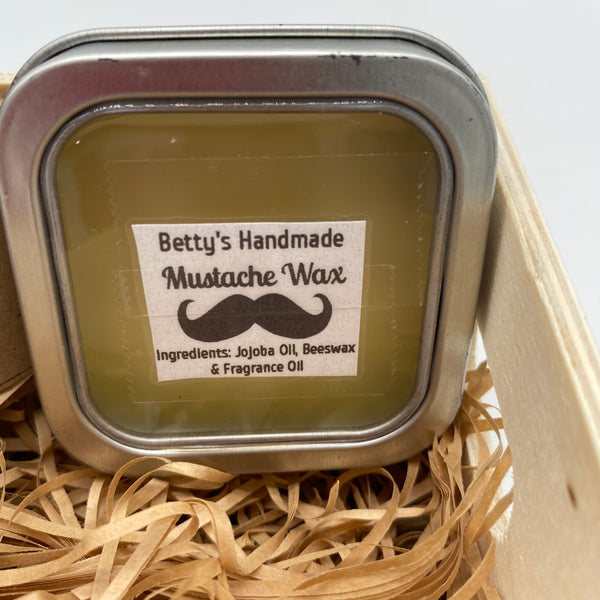 Betty's Handmade
Mustache Wax
Ingredients: Jojoba Oil, Beeswax
& Fragrance Oil